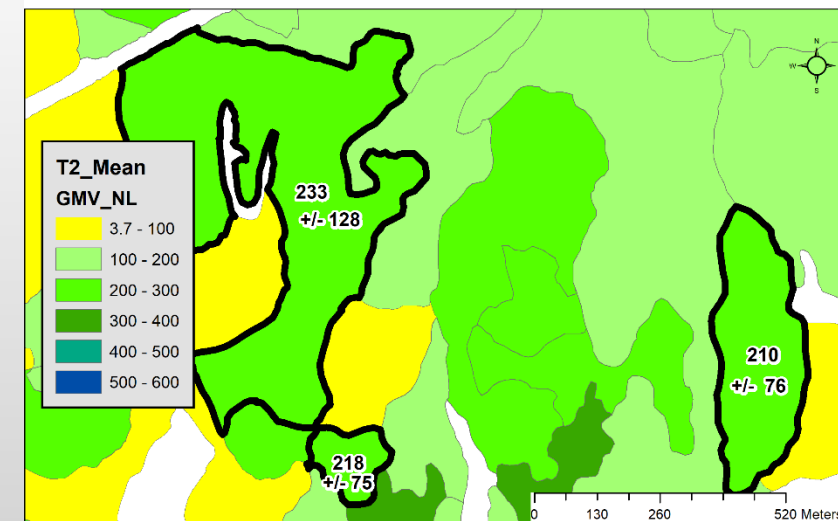 N
W
S
T2_Mean
GMV_NL
3.7 - 100
100 - 200
200 - 300
300 - 400
400 - 500
500 - 600
233
+/- 128
210
+/- 76
218
+/- 75
0 130 260 520 Meters